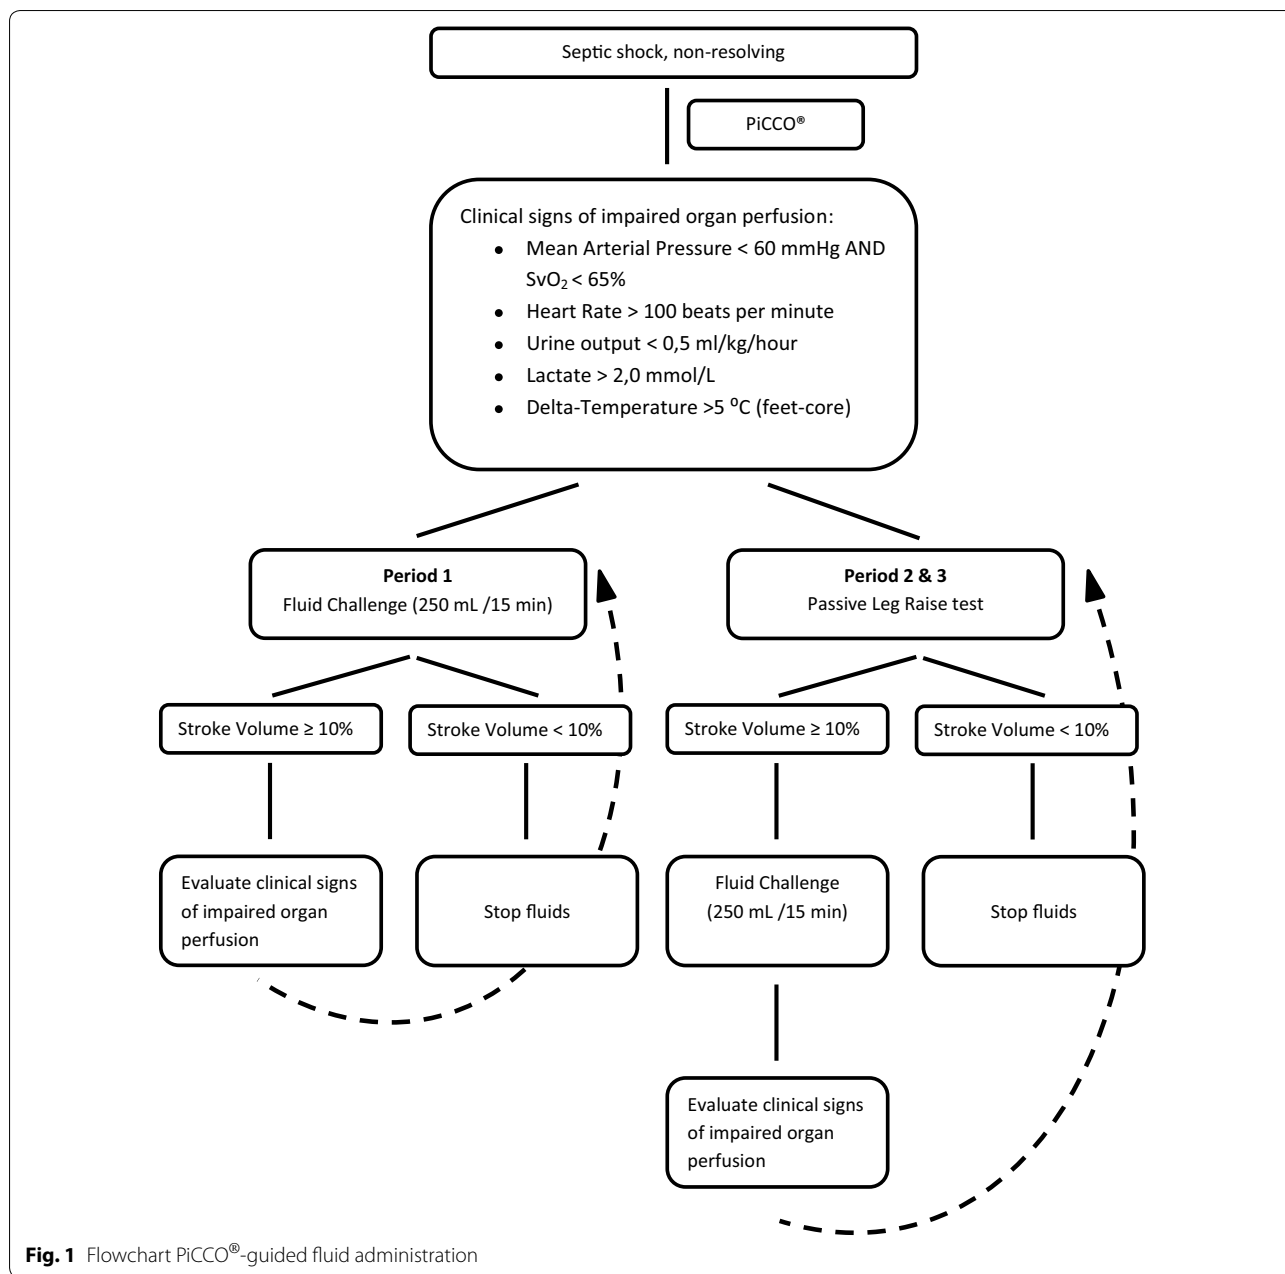 Septic shock, non-resolving
PiCCO®
Clinical signs of impaired organ perfusion:
• Mean Arterial Pressure < 60 mmHg AND
SvO₂ < 65%
• Heart Rate > 100 beats per minute
• Urine output < 0,5 ml/kg/hour
• Lactate > 2,0 mmol/L
• Delta-Temperature >5 ⁰C (feet-core)
Period 1
Fluid Challenge (250 mL /15 min)
Period 2 & 3
Passive Leg Raise test
Stroke Volume ≥ 10%
Stroke Volume < 10%
Stroke Volume ≥ 10%
Stroke Volume < 10%
Evaluate clinical signs
of impaired organ
perfusion
Stop fluids
Fluid Challenge
(250 mL /15 min)
Stop fluids
Evaluate clinical signs
of impaired organ
perfusion
Fig. 1 Flowchart PiCCO®-guided fluid administration